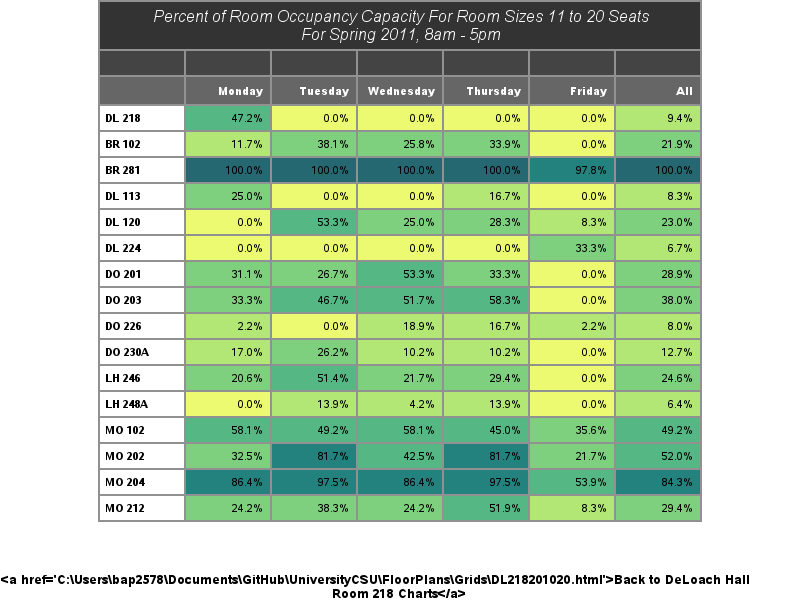 Percent of Room Occupancy Capacity For Room Sizes 11 to 20 Seats
For Spring 2011, 8am - 5pm
Monday Tuesday Wednesday Thursday Friday All
DL 218 47.2% 0.0% 0.0% 0.0% 0.0% 9.4%
BR 102 11.7% 38.1% 25.8% 33.9% 0.0% 21.9%
BR 281 100.0% 100.0% 100.0% 100.0% 97.8% 100.0%
DL 113 25.0% 0.0% 0.0% 16.7% 0.0% 8.3%
DL 120 0.0% 53.3% 25.0% 28.3% 8.3% 23.0%
DL 224 0.0% 0.0% 0.0% 0.0% 33.3% 6.7%
DO 201 31.1% 26.7% 53.3% 33.3% 0.0% 28.9%
DO 203 33.3% 46.7% 51.7% 58.3% 0.0% 38.0%
DO 226 2.2% 0.0% 18.9% 16.7% 2.2% 8.0%
DO 230A 17.0% 26.2% 10.2% 10.2% 0.0% 12.7%
LH 246 20.6% 51.4% 21.7% 29.4% 0.0% 24.6%
LH 248A 0.0% 13.9% 4.2% 13.9% 0.0% 6.4%
MO 102 58.1% 49.2% 58.1% 45.0% 35.6% 49.2%
MO 202 32.5% 81.7% 42.5% 81.7% 21.7% 52.0%
MO 204 86.4% 97.5% 86.4% 97.5% 53.9% 84.3%
MO 212 24.2% 38.3% 24.2% 51.9% 8.3% 29.4%
<a href='C:\Users\bap2578\Documents\GitHub\UniversityCSU\FloorPlans\Grids\DL218201020.html'>Back to DeLoach Hall
Room 218 Charts</a>